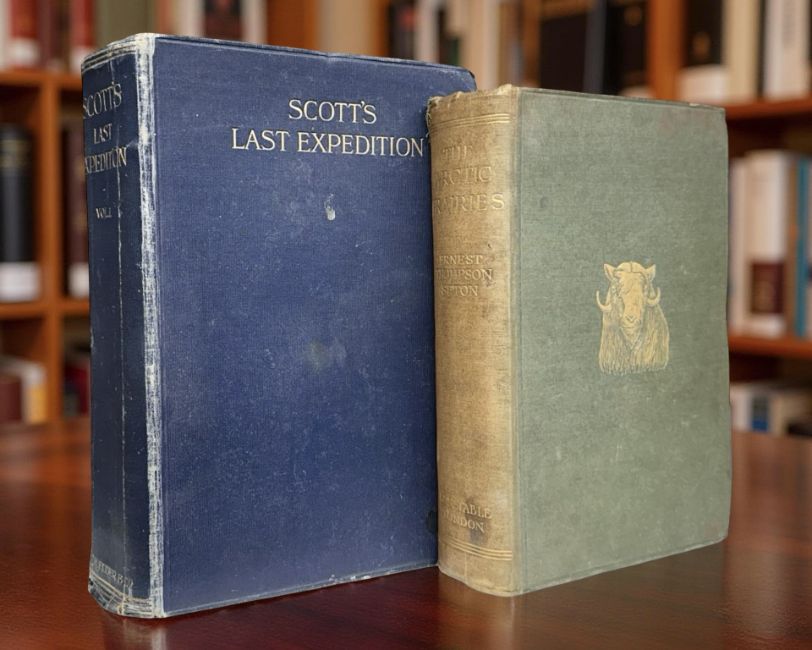 SCOTT'S
LAST EXPEDITION
SCOTT'S
LAST
EXPEDITION
VOL.I
THE
ARCTIC
PRAIRIES
ERNEST
THOMPSON
SETON
CONSTABLE
LONDON